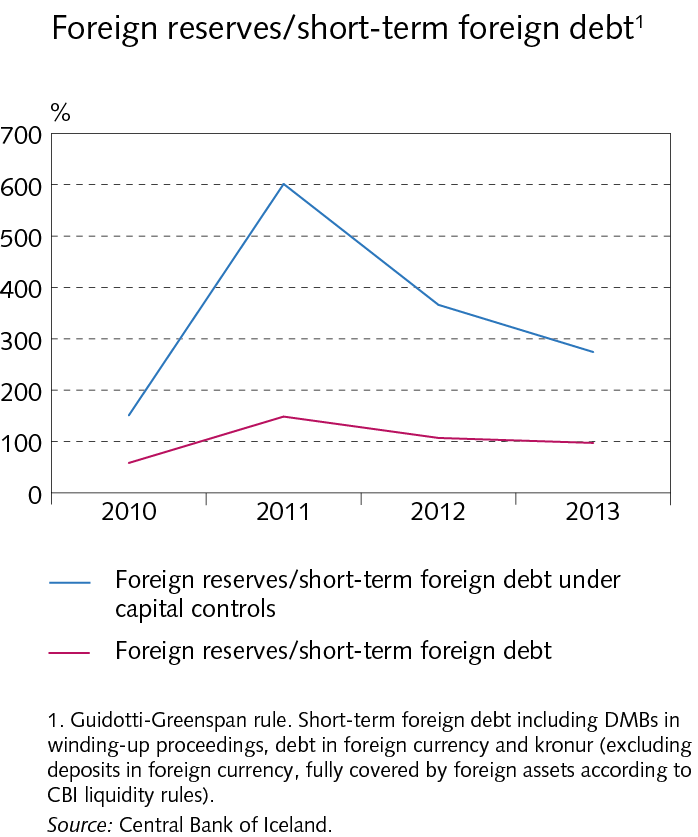 Foreign reserves/short-term foreign debt¹
%
700
600
500
400
300
200
100
0
2010 2011 2012 2013
Foreign reserves/short-term foreign debt under
capital controls
Foreign reserves/short-term foreign debt
1. Guidotti-Greenspan rule. Short-term foreign debt including DMBs in
winding-up proceedings, debt in foreign currency and kronur (excluding
deposits in foreign currency, fully covered by foreign assets according to
CBI liquidity rules).
Source: Central Bank of Iceland.